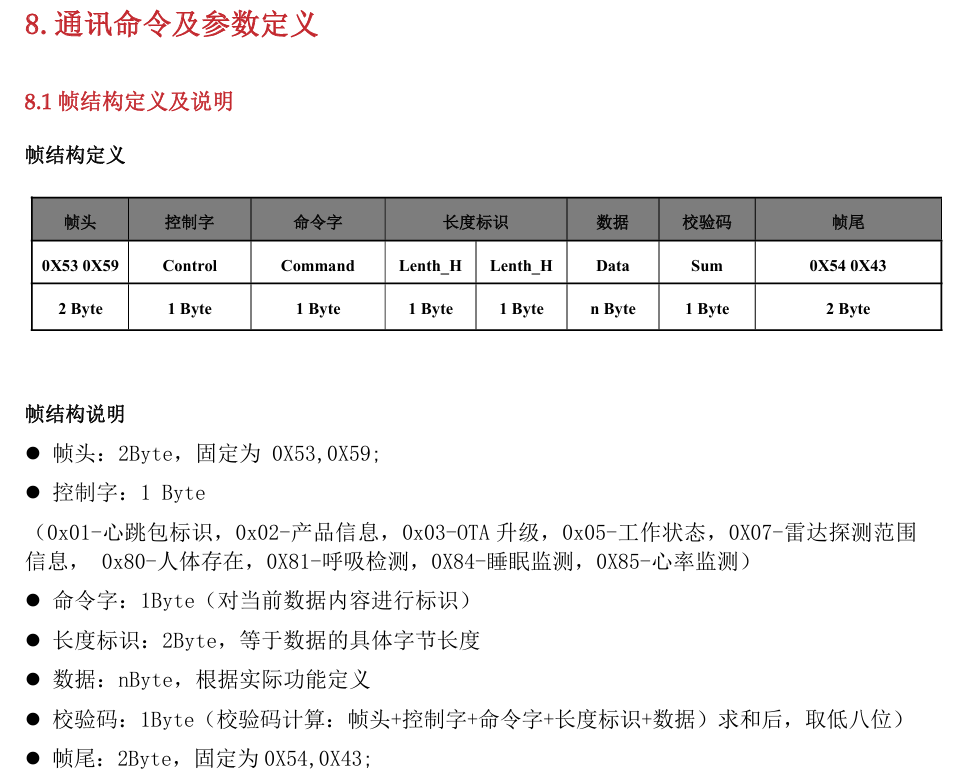 8. 通讯命令及参数定义
8.1 帧结构定义及说明
帧结构定义
帧头 控制字 命令字 长度标识 数据 校验码 帧尾
0X53 0X59 Control Command Lenth_H Lenth_H Data Sum 0X54 0X43
2 Byte 1 Byte 1 Byte 1 Byte 1 Byte n Byte 1 Byte 2 Byte
帧结构说明
● 帧头：2Byte，固定为 0X53,0X59;
● 控制字：1 Byte
（0x01-心跳包标识，0x02-产品信息，0x03-OTA 升级，0x05-工作状态，0X07-雷达探测范围
信息， 0x80-人体存在，0X81-呼吸检测，0X84-睡眠监测，0X85-心率监测）
● 命令字：1Byte（对当前数据内容进行标识）
● 长度标识：2Byte，等于数据的具体字节长度
● 数据：nByte，根据实际功能定义
● 校验码：1Byte（校验码计算：帧头+控制字+命令字+长度标识+数据）求和后，取低八位）
● 帧尾：2Byte，固定为 0X54,0X43;